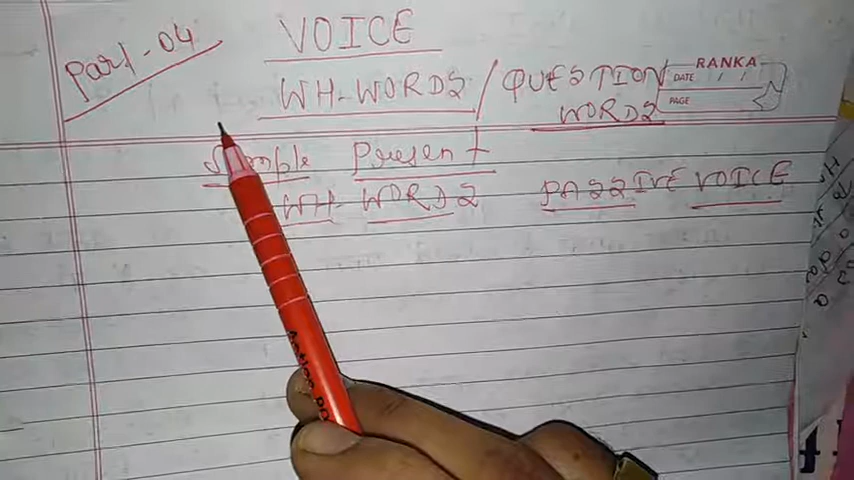 Part-04
VOICE
WH-WORDS / QUESTION WORDS
RANKA
DATE / /
PAGE
Simple Present
WH-WORDS PASSIVE VOICE